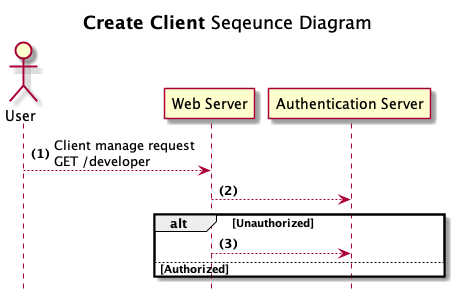 Create Client Seqeunce Diagram
User
Web Server
Authentication Server
(1) Client manage request
GET /developer
(2)
alt [Unauthorized]
(3)
[Authorized]